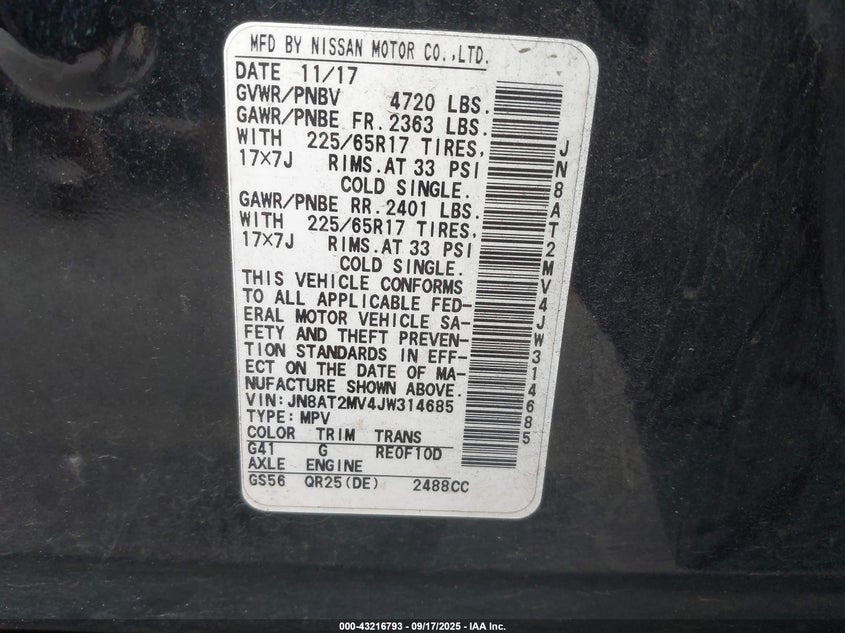 MFD BY NISSAN MOTOR CO.,LTD.
DATE 11/17
GVWR/PNBV 4720 LBS.
GAWR/PNBE FR. 2363 LBS.
WITH 225/65R17 TIRES,
17×7J RIMS.AT 33 PSI
COLD SINGLE.
GAWR/PNBE RR. 2401 LBS.
WITH 225/65R17 TIRES,
17×7J RIMS.AT 33 PSI
COLD SINGLE.
THIS VEHICLE CONFORMS
TO ALL APPLICABLE FED-
ERAL MOTOR VEHICLE SA-
FETY AND THEFT PREVEN-
TION STANDARDS IN EFF-
ECT ON THE DATE OF MA-
NUFACTURE SHOWN ABOVE.
VIN:JN8AT2MV4JW314685
TYPE:MPV
COLOR TRIM TRANS
G41 G RE0F10D
AXLE ENGINE
GS56 QR25(DE) 2488CC
JN8AT2MV4JW314685
000-43216793 - 09/17/2025 - IAA Inc.